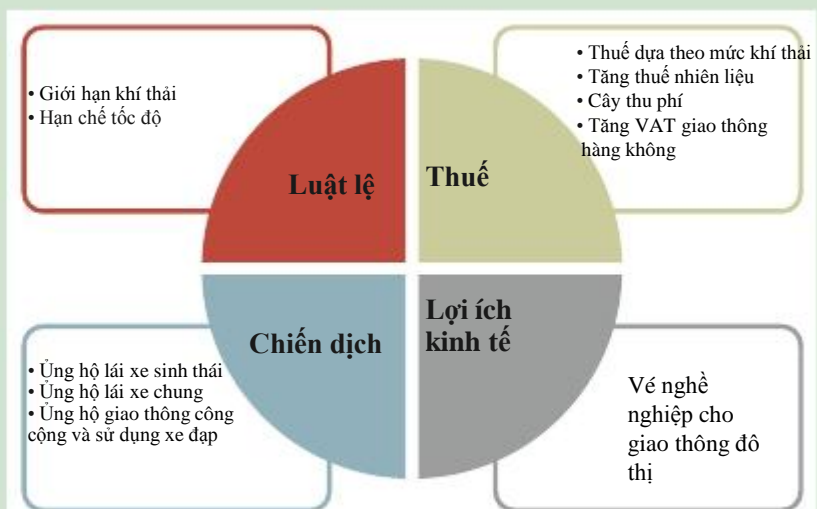 • Giới hạn khí thải
• Hạn chế tốc độ
• Thuế dựa theo mức khí thải
• Tăng thuế nhiên liệu
• Cây thu phí
• Tăng VAT giao thông
hàng không
Luật lệ
Thuế
Chiến dịch
Lợi ích
kinh tế
• Ủng hộ lái xe sinh thái
• Ủng hộ lái xe chung
• Ủng hộ giao thông công
cộng và sử dụng xe đạp
Vé nghề
nghiệp cho
giao thông đô
thị